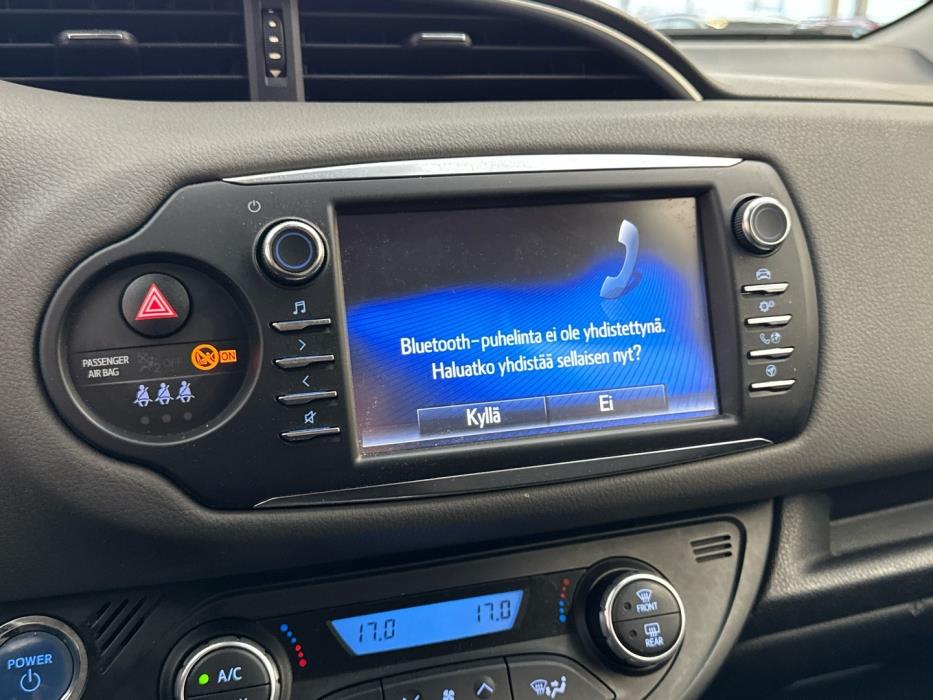 PASSENGER
AIR BAG
ON
Bluetooth-puhelinta ei ole yhdistettynä.
Haluatko yhdistää sellaisen nyt?
Kyllä
Ei
17.0
17.0
FRONT
REAR
POWER
A/C